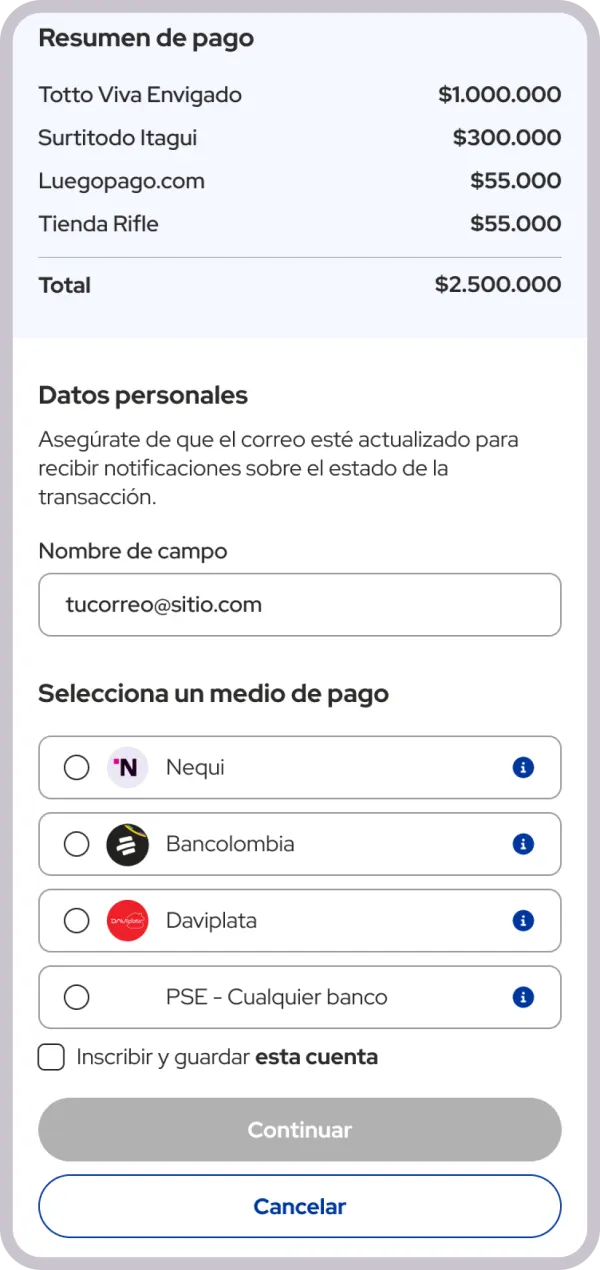 Resumen de pago
Totto Viva Envigado $1.000.000
Surtitodo Itagui $300.000
Luegopago.com $55.000
Tienda Rifle $55.000
Total $2.500.000
Datos personales
Asegúrate de que el correo esté actualizado para
recibir notificaciones sobre el estado de la
transacción.
Nombre de campo
tucorreo@sitio.com
Selecciona un medio de pago
N Nequi i
Bancolombia i
DAVIplata Daviplata i
PSE - Cualquier banco i
Inscribir y guardar esta cuenta
Continuar
Cancelar